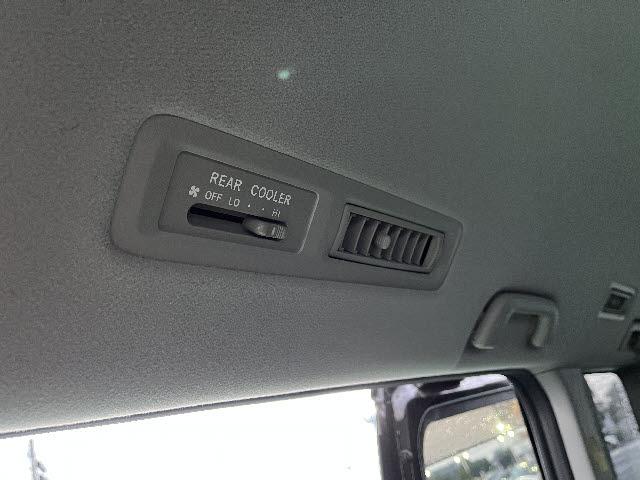 REAR COOLER
OFF LO · · HI